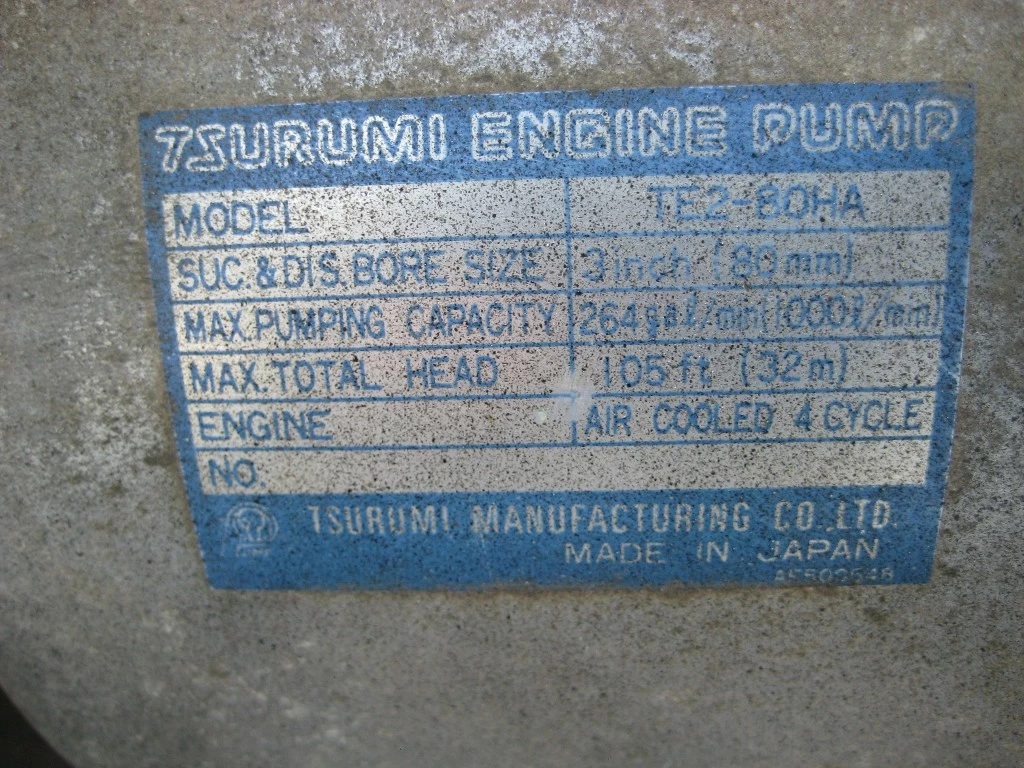 TSURUMI ENGINE PUMP
MODEL TE2-80HA
SUC. & DIS. BORE SIZE 3inch (80mm)
MAX. PUMPING CAPACITY 264gal/min(1000ℓ/min)
MAX. TOTAL HEAD 105ft (32m)
ENGINE AIR COOLED 4 CYCLE
NO.
TSURUMI MANUFACTURING CO.,LTD.
MADE IN JAPAN